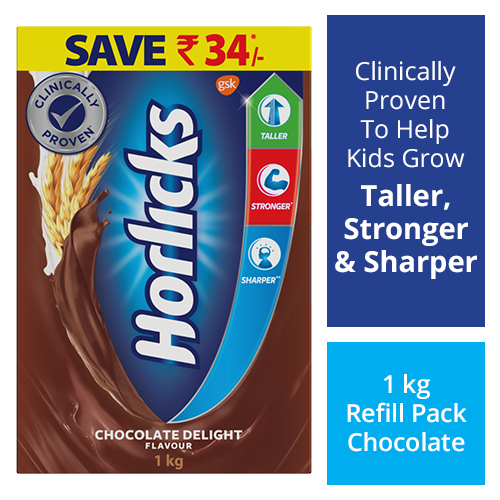 SAVE ₹ 34*/-
CLINICALLY
PROVEN
gsk
Horlicks
TALLER
STRONGER*
SHARPER™*
CHOCOLATE DELIGHT
FLAVOUR
1 kg
Clinically
Proven
To Help
Kids Grow
Taller,
Stronger
& Sharper
1 kg
Refill Pack
Chocolate